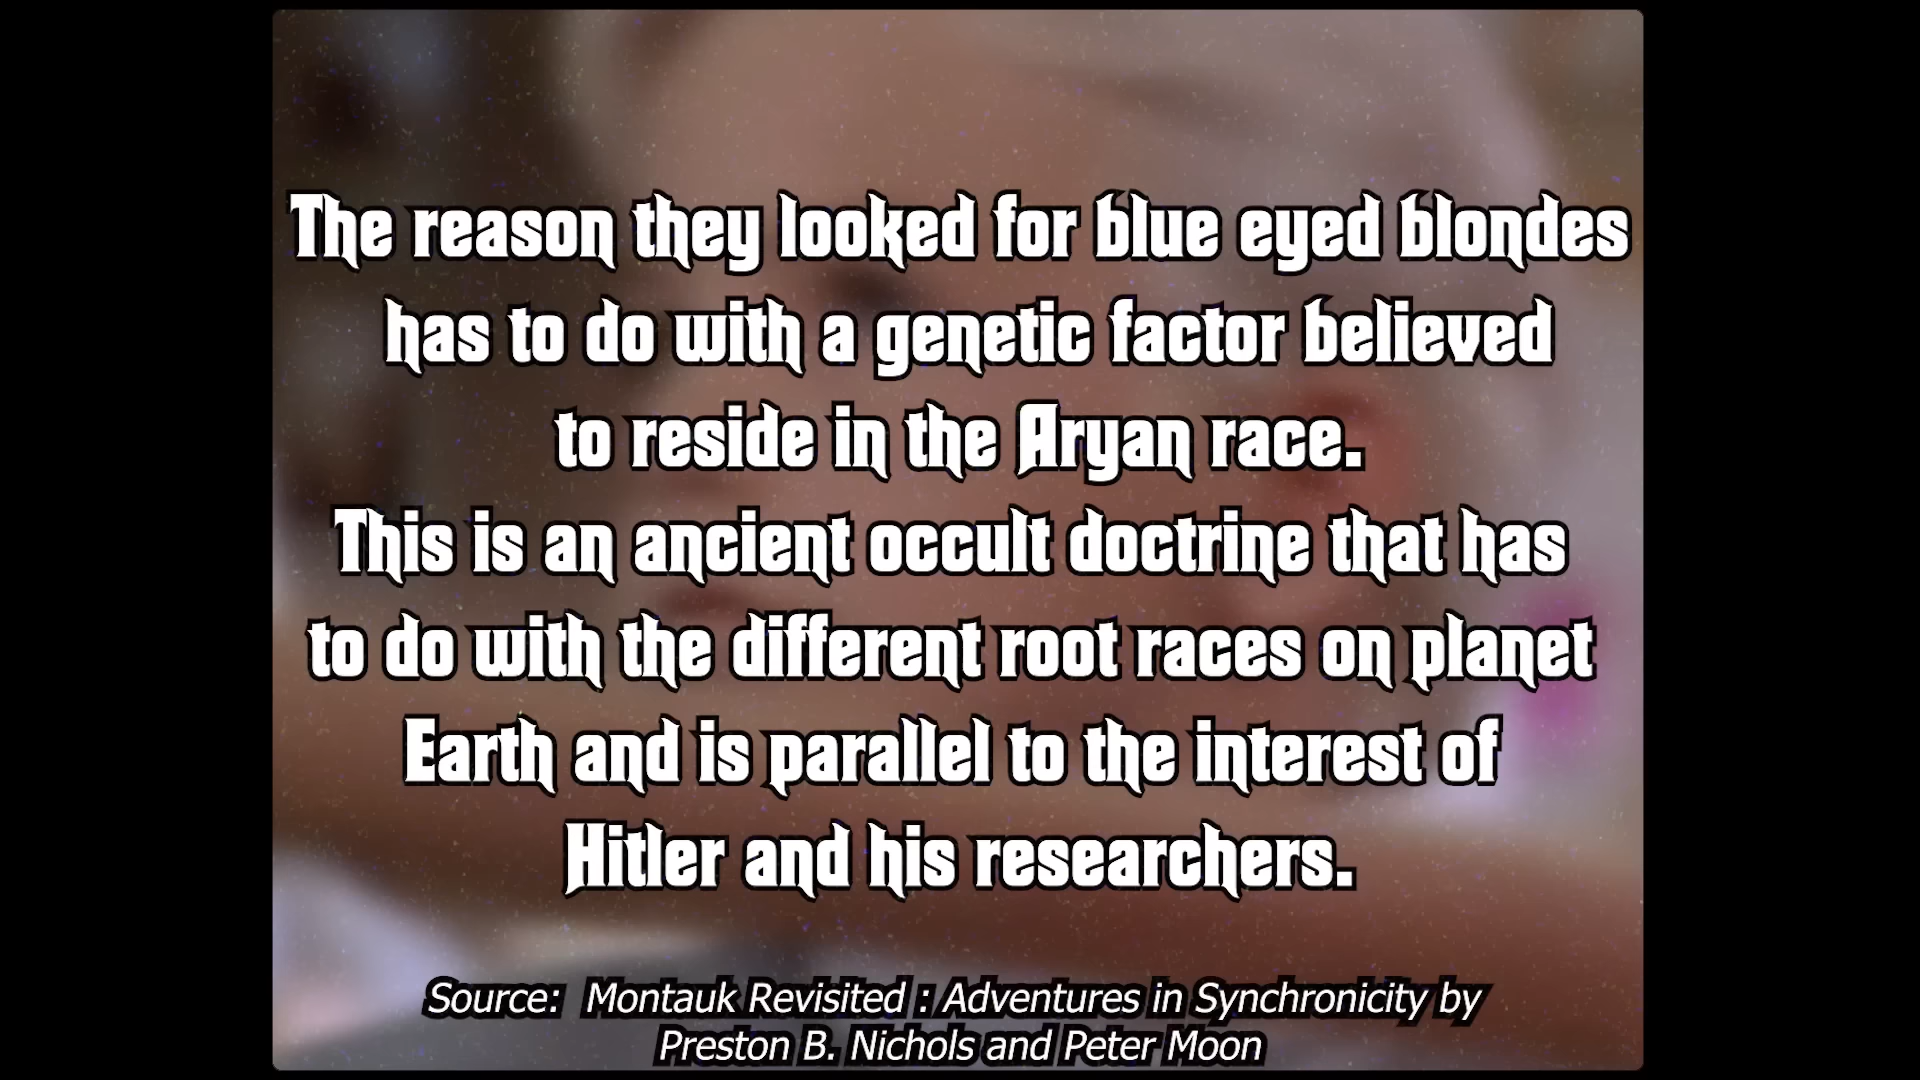 The reason they looked for blue eyed blondes
has to do with a genetic factor believed
to reside in the Aryan race.
This is an ancient occult doctrine that has
to do with the different root races on planet
Earth and is parallel to the interest of
Hitler and his researchers.
Source: Montauk Revisited : Adventures in Synchronicity by
Preston B. Nichols and Peter Moon